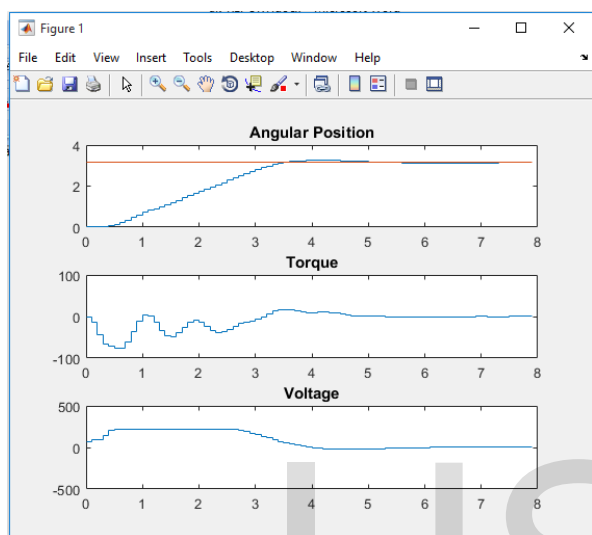 Figure 1
File Edit View Insert Tools Desktop Window Help
Angular Position
4
2
0
0 1 2 3 4 5 6 7 8
Torque
100
0
-100
0 1 2 3 4 5 6 7 8
Voltage
500
0
-500
0 1 2 3 4 5 6 7 8